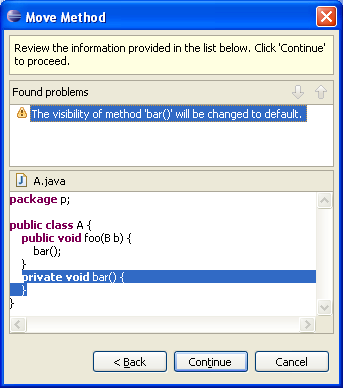 Move Method
Review the information provided in the list below. Click 'Continue'
to proceed.
Found problems
The visibility of method 'bar()' will be changed to default.
A.java
package p;
public class A {
public void foo(B b) {
bar();
}
private void bar() {
}
}
< Back
Continue
Cancel